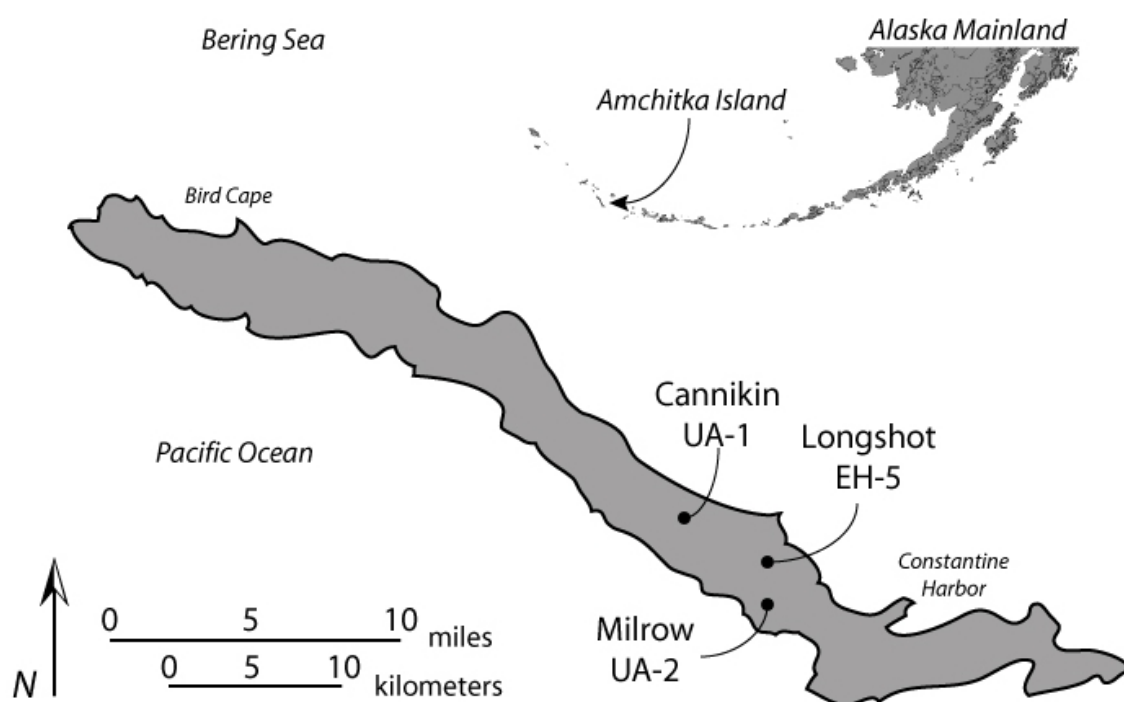 Bering Sea
Alaska Mainland
Amchitka Island
Bird Cape
Cannikin
UA-1
Longshot
EH-5
Pacific Ocean
Constantine
Harbor
Milrow
UA-2
0 5 10 miles
0 5 10 kilometers
N